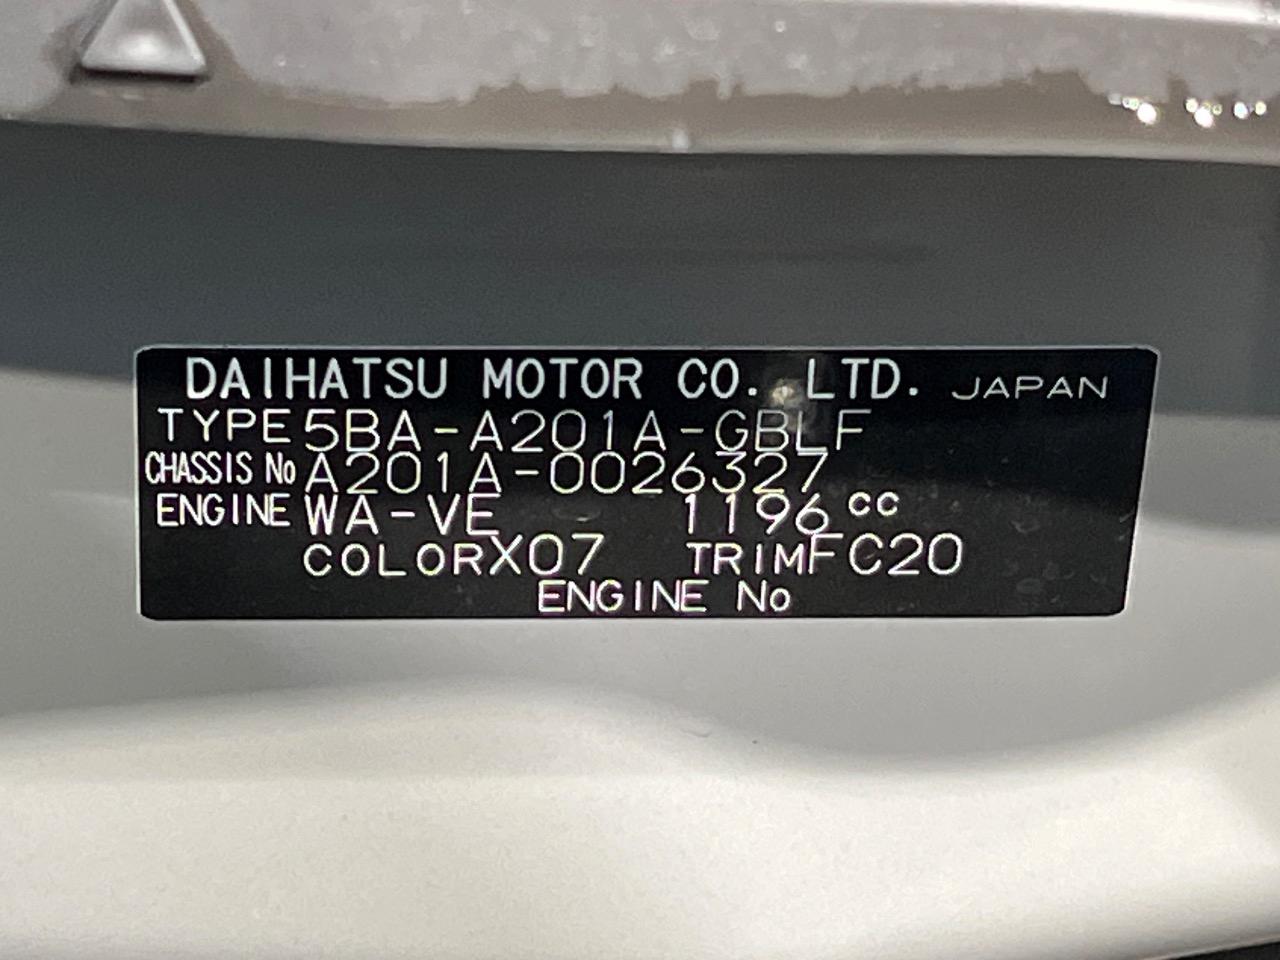 DAIHATSU MOTOR CO. LTD. JAPAN
TYPE 5BA-A201A-GBLF
CHASSIS No A201A-0026327
ENGINE WA-VE 1196cc
COLOR X07 TRIM FC20
ENGINE No